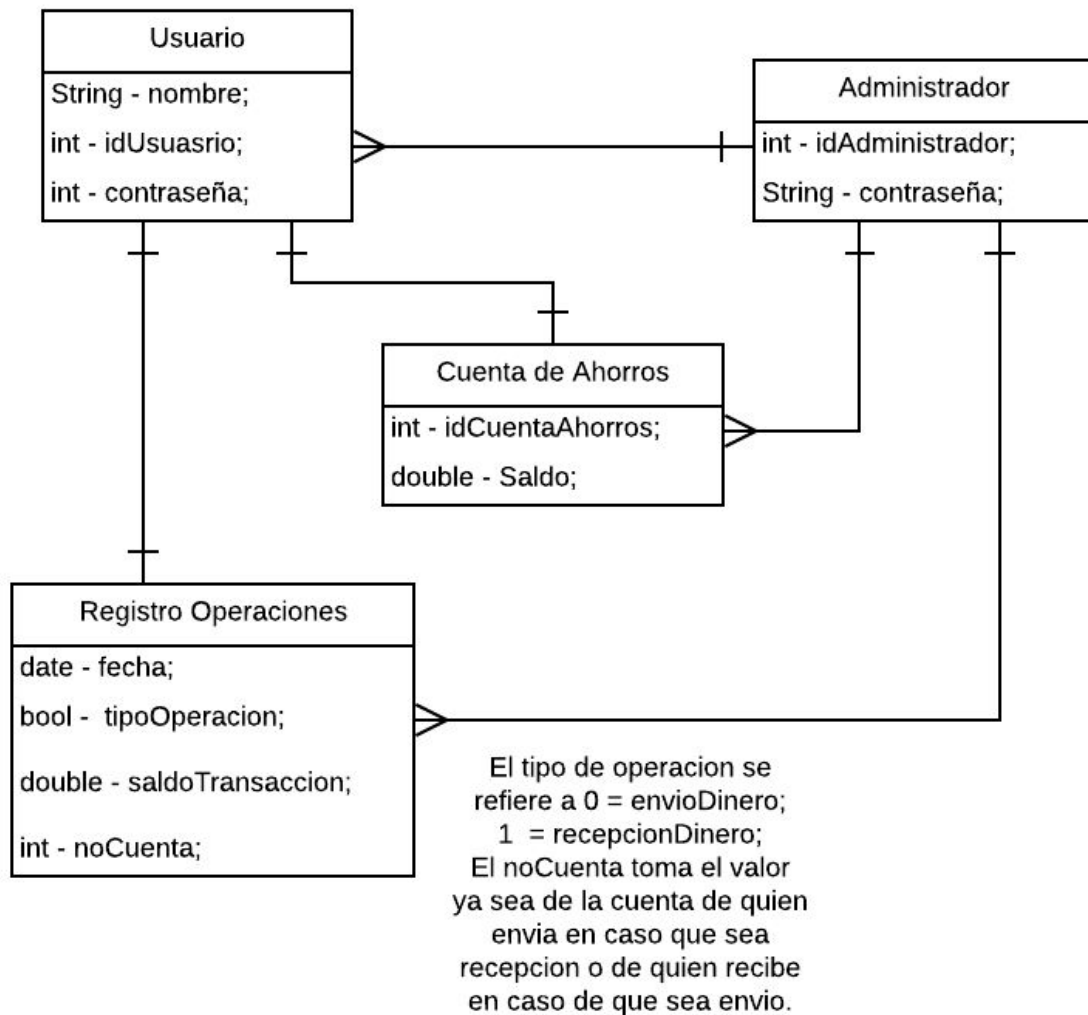 Usuario
String - nombre;
int - idUsuasrio;
int - contraseña;
Administrador
int - idAdministrador;
String - contraseña;
Cuenta de Ahorros
int - idCuentaAhorros;
double - Saldo;
Registro Operaciones
date - fecha;
bool -  tipoOperacion;
double - saldoTransaccion;
int - noCuenta;
El tipo de operacion se
refiere a 0 = envioDinero;
1  = recepcionDinero;
El noCuenta toma el valor
ya sea de la cuenta de quien
envia en caso que sea
recepcion o de quien recibe
en caso de que sea envio.